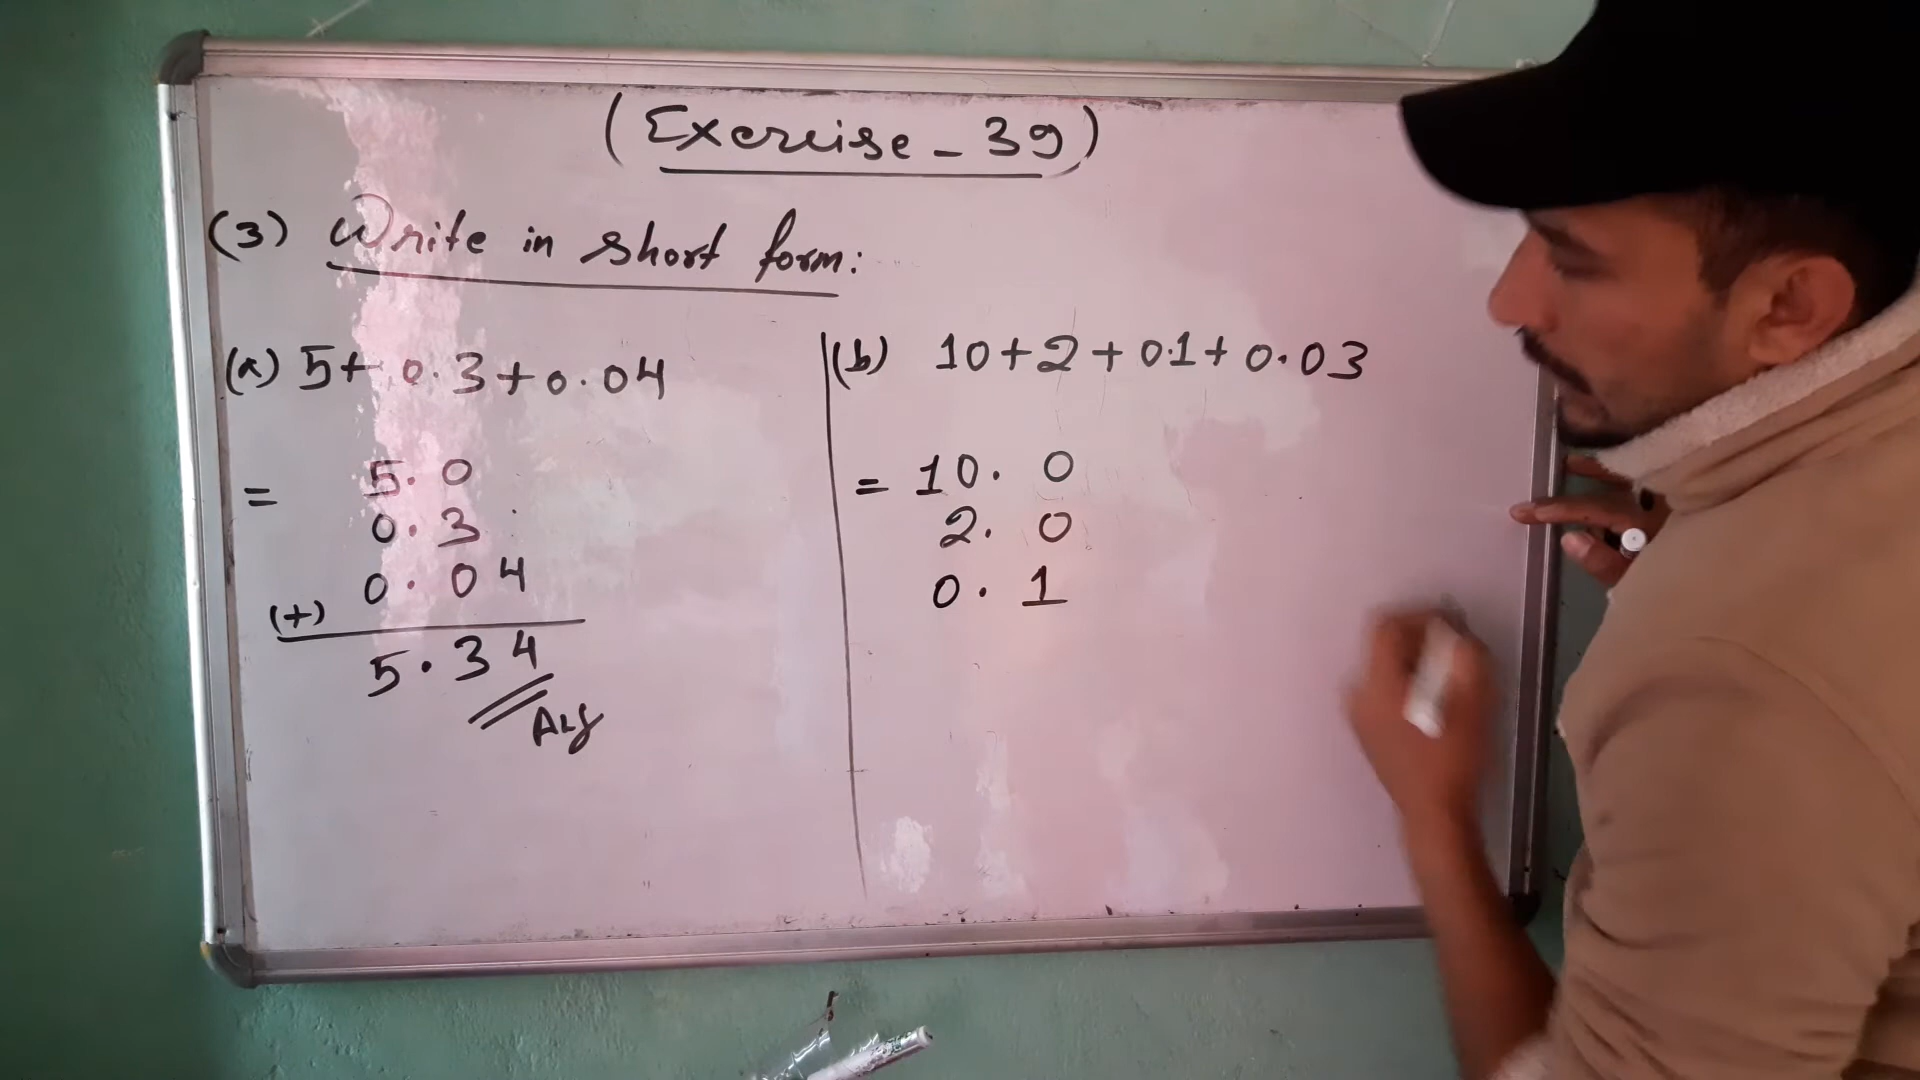 (Exercise - 39)
(3) Write in short form:
(a) 5 + 0.3 + 0.04
= 5.0
0.3
0.04
(+)
5.34
Ans
(b) 10 + 2 + 0.1 + 0.03
= 10.0
2.0
0.1